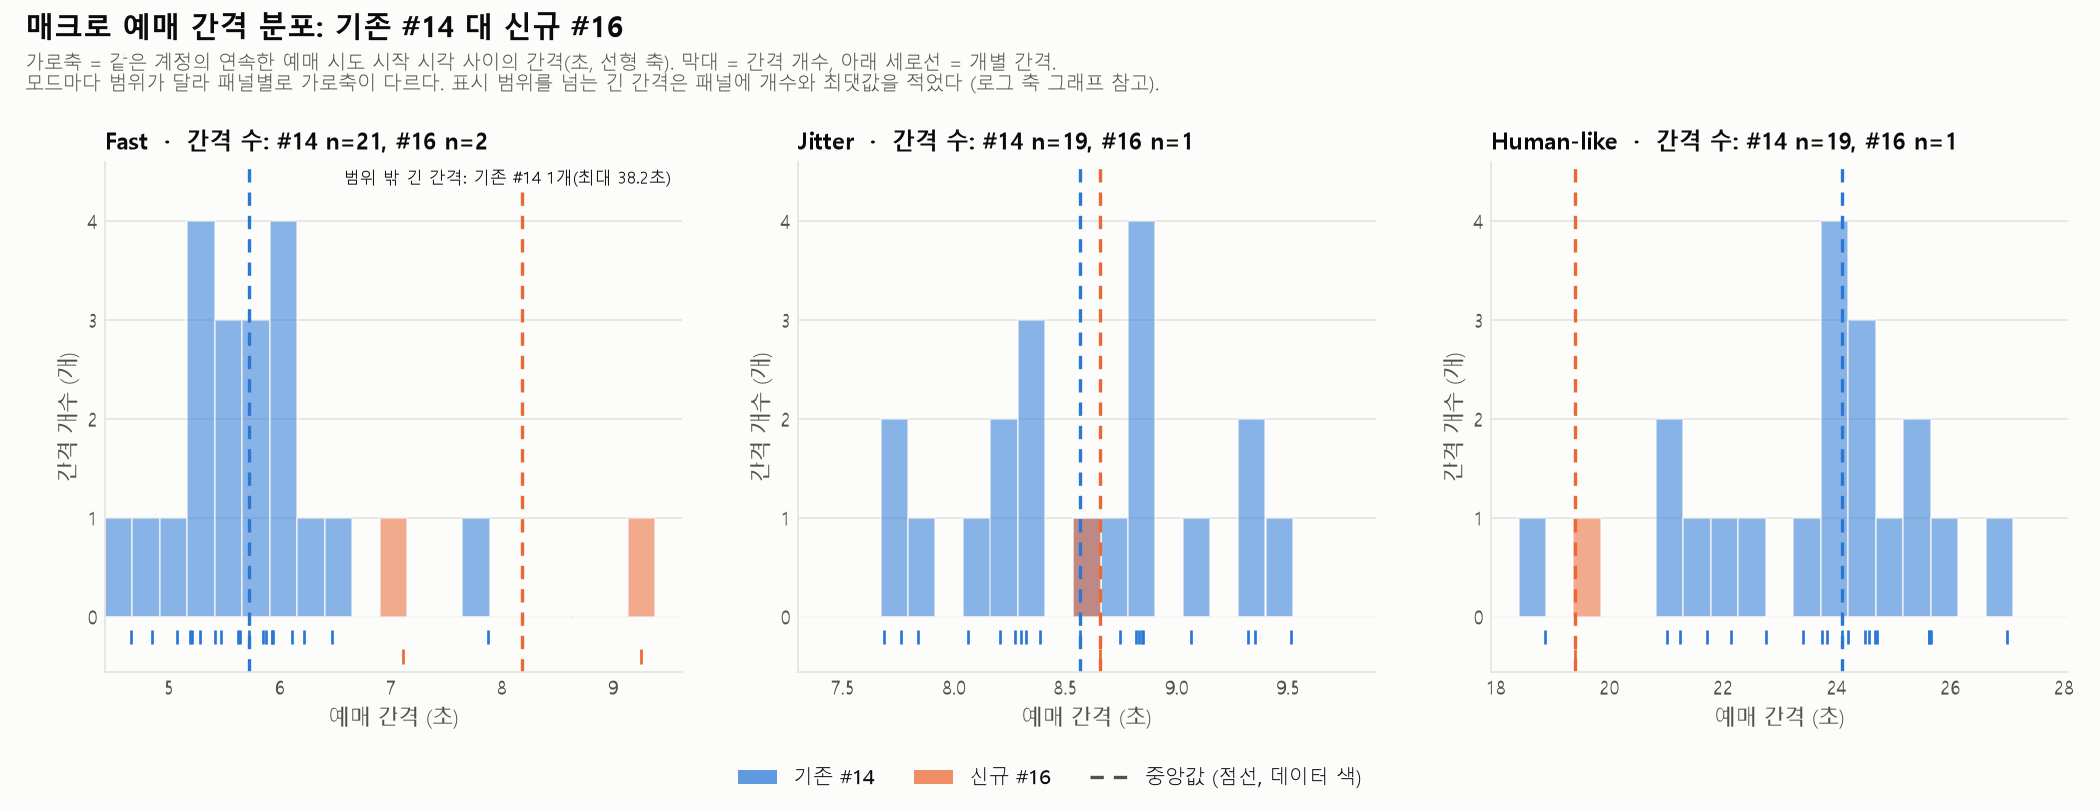 매크로 예매 간격 분포: 기존 #14 대 신규 #16
가로축 = 같은 계정의 연속한 예매 시도 시작 시각 사이의 간격(초, 선형 축). 막대 = 간격 개수, 아래 세로선 = 개별 간격.
모드마다 범위가 달라 패널별로 가로축이 다르다. 표시 범위를 넘는 긴 간격은 패널에 개수와 최댓값을 적었다 (로그 축 그래프 참고).
Fast · 간격 수: #14 n=21, #16 n=2
범위 밖 긴 간격: 기존 #14 1개(최대 38.2초)
간격 개수 (개)
4
3
2
1
0
5 6 7 8 9
예매 간격 (초)
Jitter · 간격 수: #14 n=19, #16 n=1
간격 개수 (개)
4
3
2
1
0
7.5 8.0 8.5 9.0 9.5
예매 간격 (초)
Human-like · 간격 수: #14 n=19, #16 n=1
간격 개수 (개)
4
3
2
1
0
18 20 22 24 26 28
예매 간격 (초)
기존 #14 신규 #16 중앙값 (점선, 데이터 색)